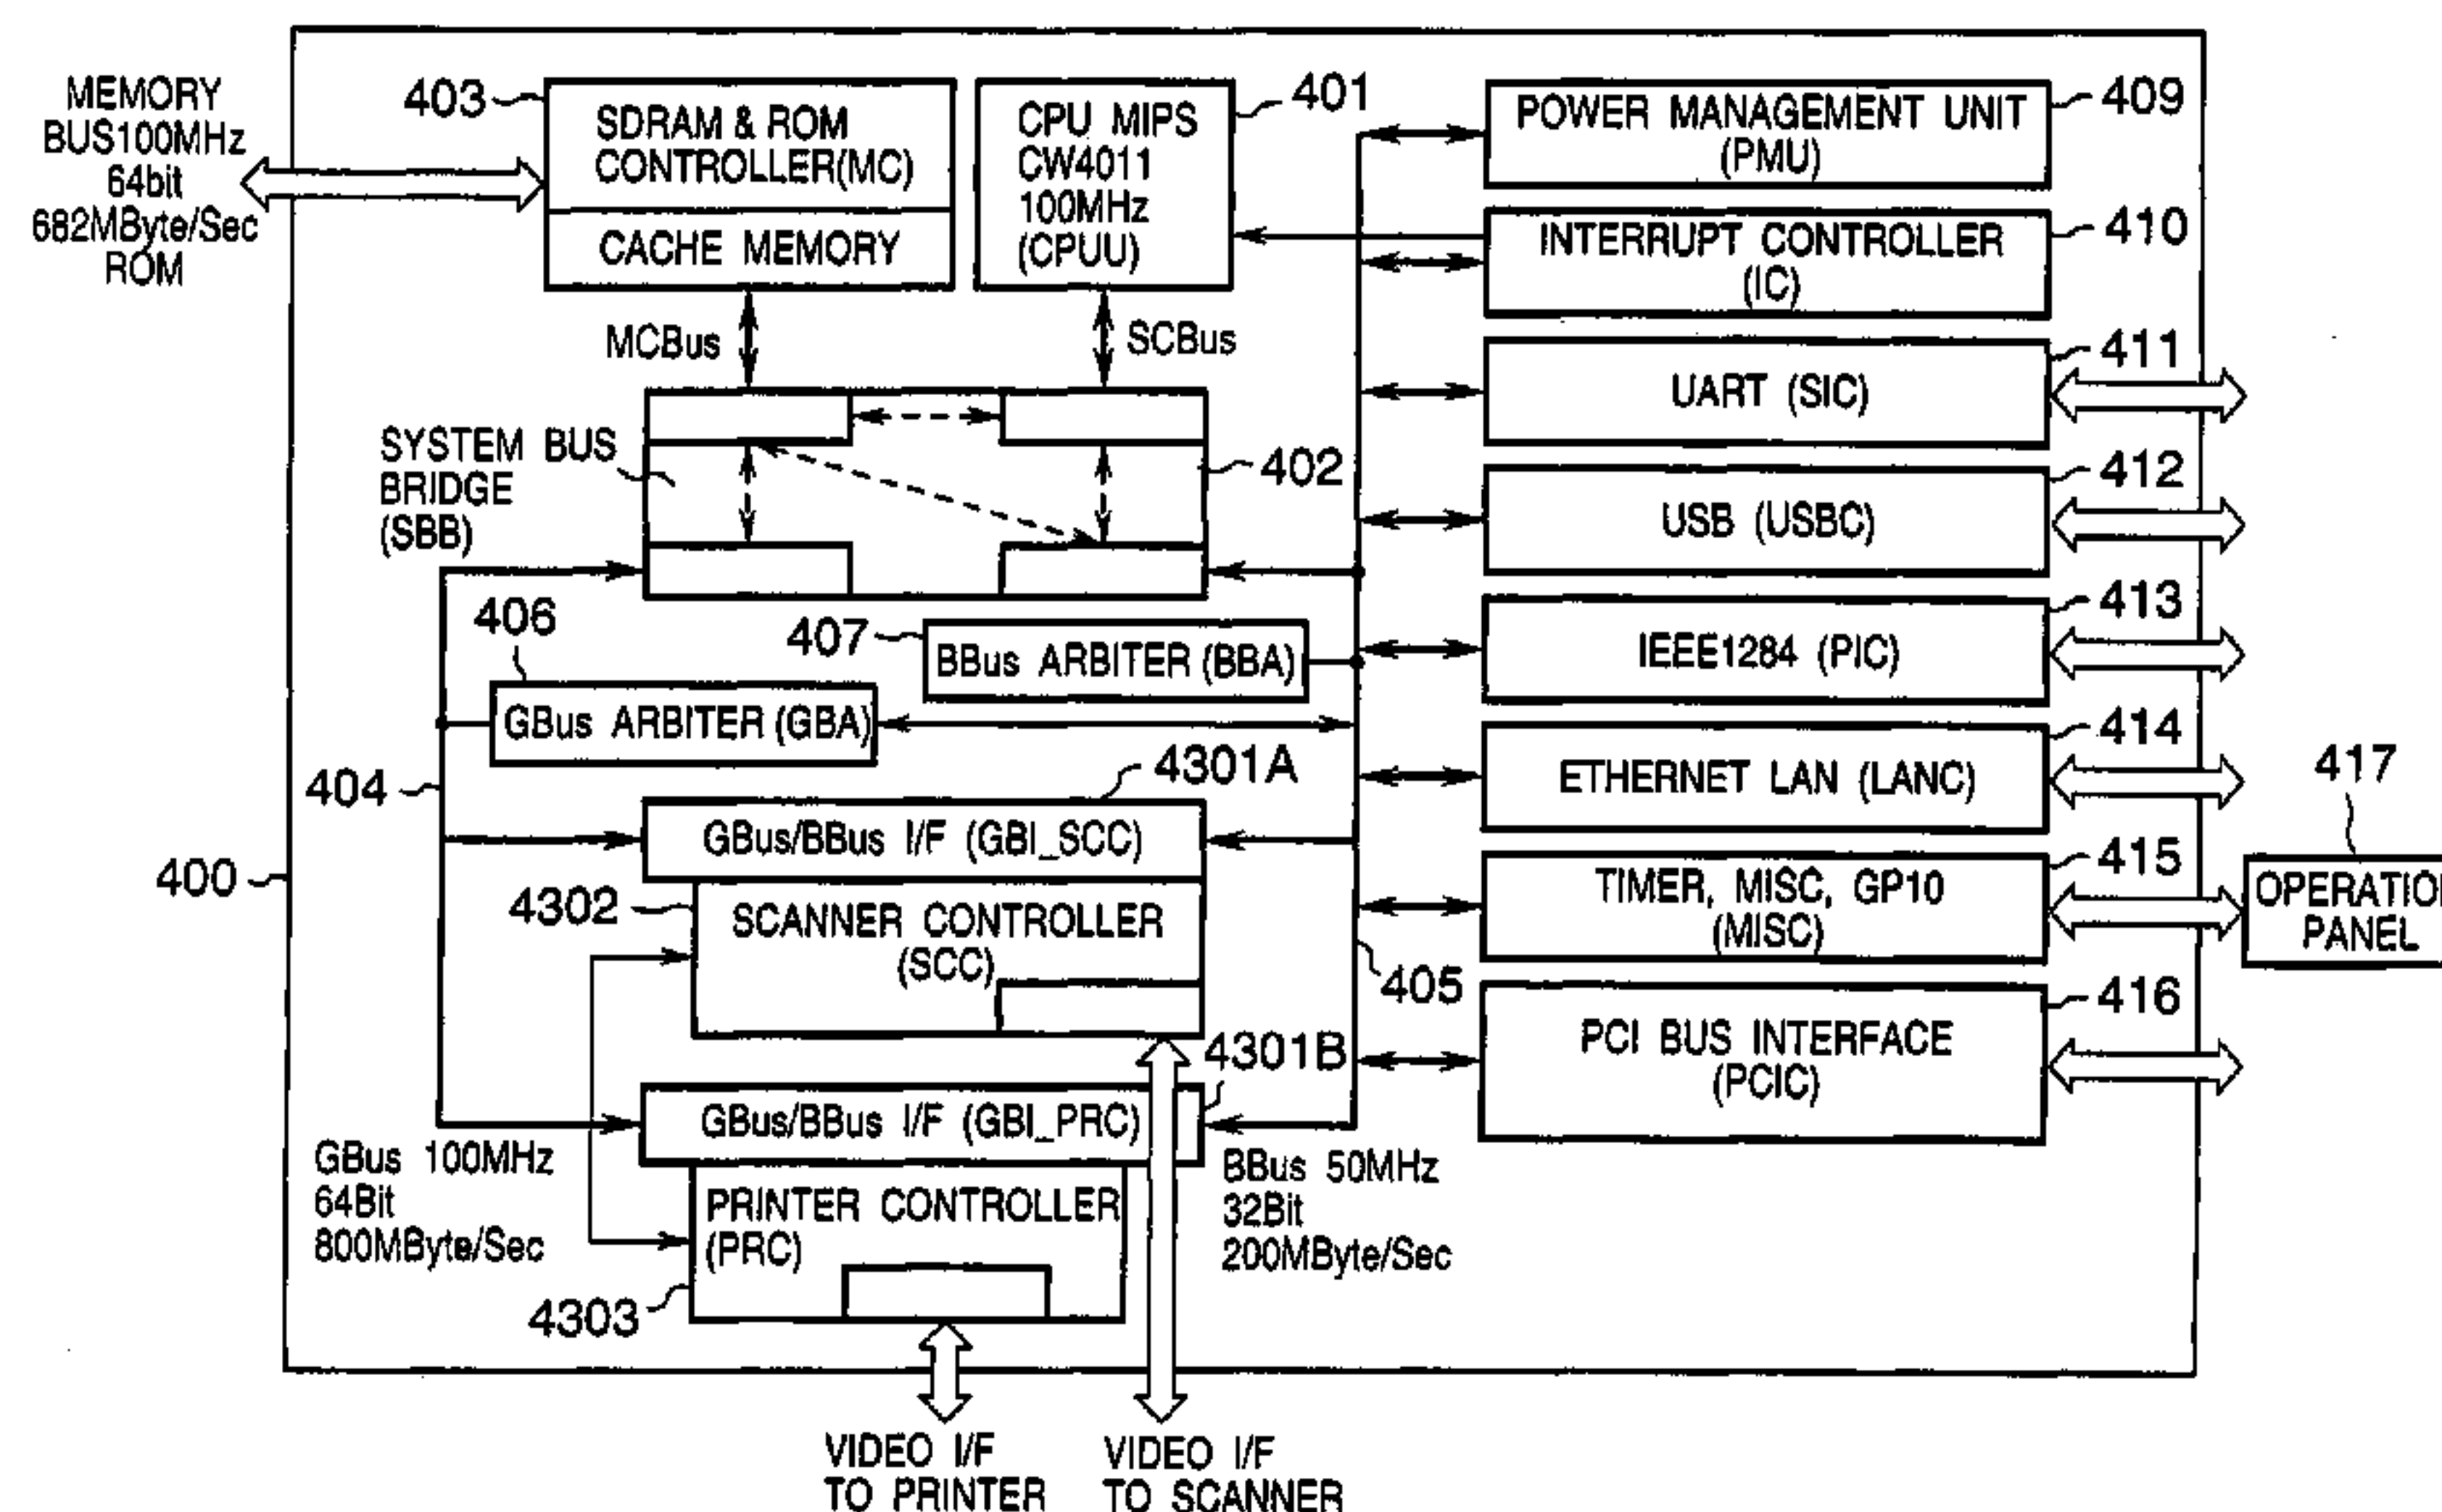 MEMORY
BUS100MHz
64bit
682MByte/Sec
ROM
403
SDRAM & ROM
CONTROLLER(MC)
CACHE MEMORY
401
CPU MIPS
CW4011
100MHz
(CPUU)
MCBus
SCBus
SYSTEM BUS
BRIDGE
(SBB)
402
406
407
BBus ARBITER (BBA)
GBus ARBITER (GBA)
404
4301A
GBus/BBus I/F (GBI_SCC)
400
4302
SCANNER CONTROLLER
(SCC)
405
4301B
GBus/BBus I/F (GBI_PRC)
GBus 100MHz
64Bit
800MByte/Sec
PRINTER CONTROLLER
(PRC)
BBus 50MHz
32Bit
200MByte/Sec
4303
VIDEO I/F
TO PRINTER
VIDEO I/F
TO SCANNER
POWER MANAGEMENT UNIT
(PMU)
409
INTERRUPT CONTROLLER
(IC)
410
UART (SIC)
411
USB (USBC)
412
IEEE1284 (PIC)
413
ETHERNET LAN (LANC)
414
TIMER, MISC, GP10
(MISC)
415
PCI BUS INTERFACE
(PCIC)
416
417
OPERATION
PANEL